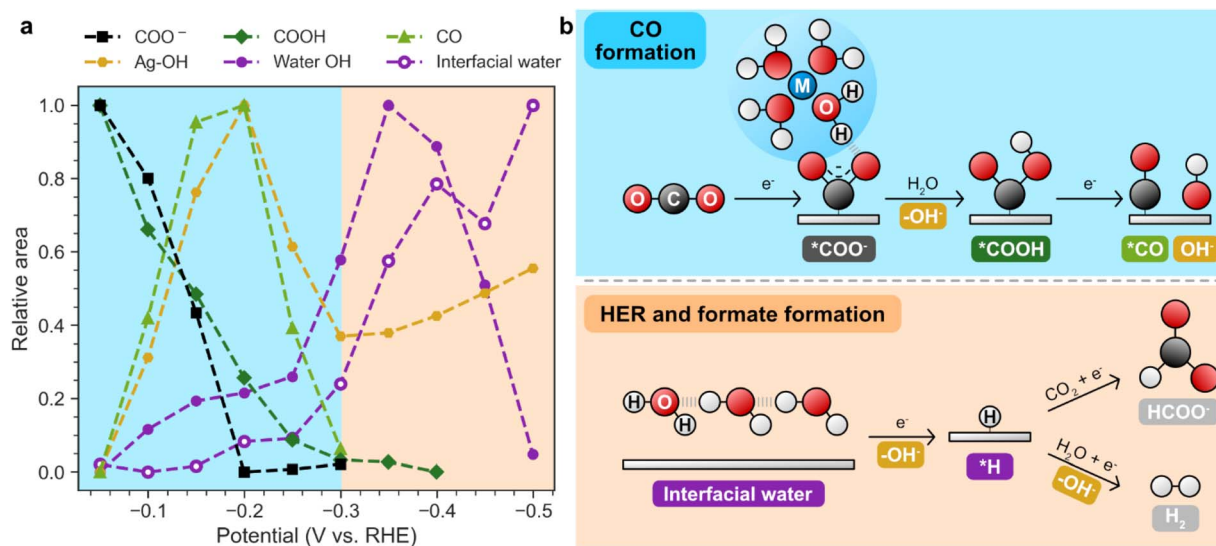 a
COO⁻
COOH
CO
Ag-OH
Water OH
Interfacial water
Relative area
1.0
0.8
0.6
0.4
0.2
0.0
−0.1
−0.2
−0.3
−0.4
−0.5
Potential (V vs. RHE)
b
CO
formation
M
H
O
H
O C O
e⁻
-
H₂O
-OH⁻
e⁻
*COO⁻
*COOH
*CO
OH⁻
HER and formate formation
H O
H
e⁻
-OH⁻
H
*H
Interfacial water
CO₂ + e⁻
HCOO⁻
H₂O + e⁻
-OH⁻
H₂